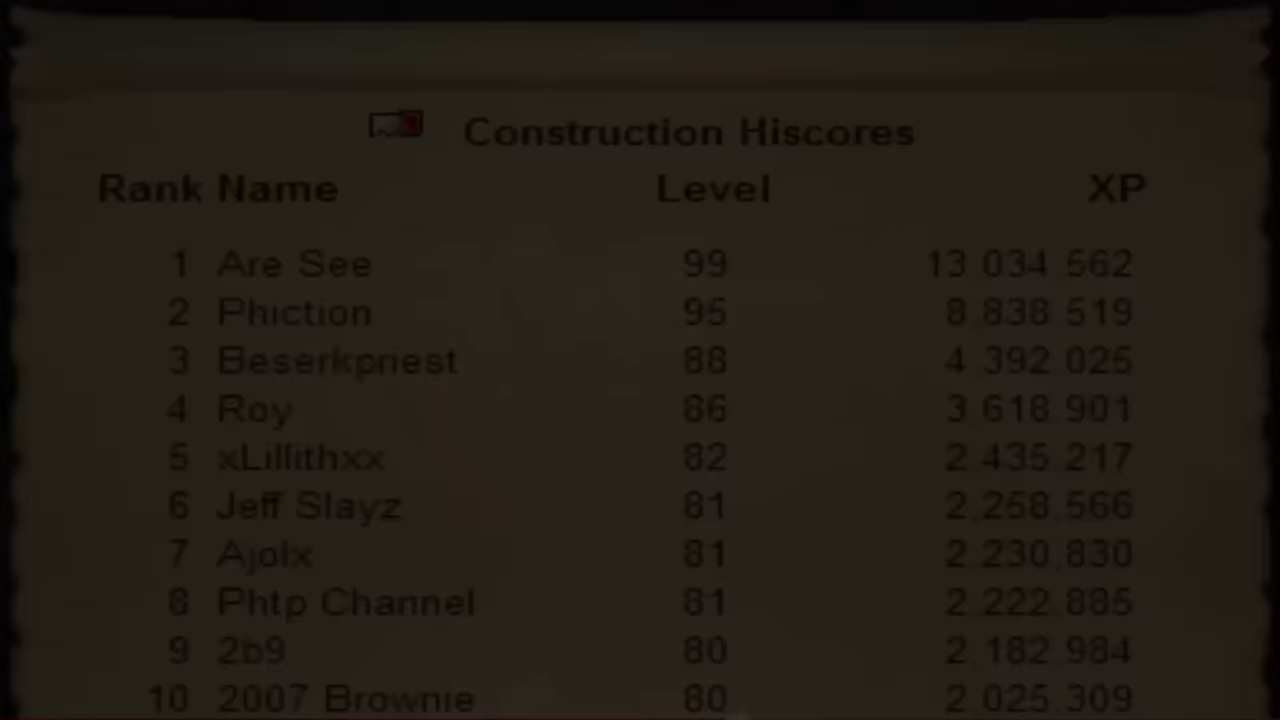 Construction Hiscores
Rank Name Level XP
1 Are See 99 13,034,562
2 Phiction 95 8,838,519
3 Beserkpriest 88 4,392,025
4 Roy 86 3,618,901
5 xLillithxx 82 2,435,217
6 Jeff Slayz 81 2,258,566
7 Ajolx 81 2,230,830
8 Phtp Channel 81 2,222,885
9 2b9 80 2,182,984
10 2007 Brownie 80 2,025,309